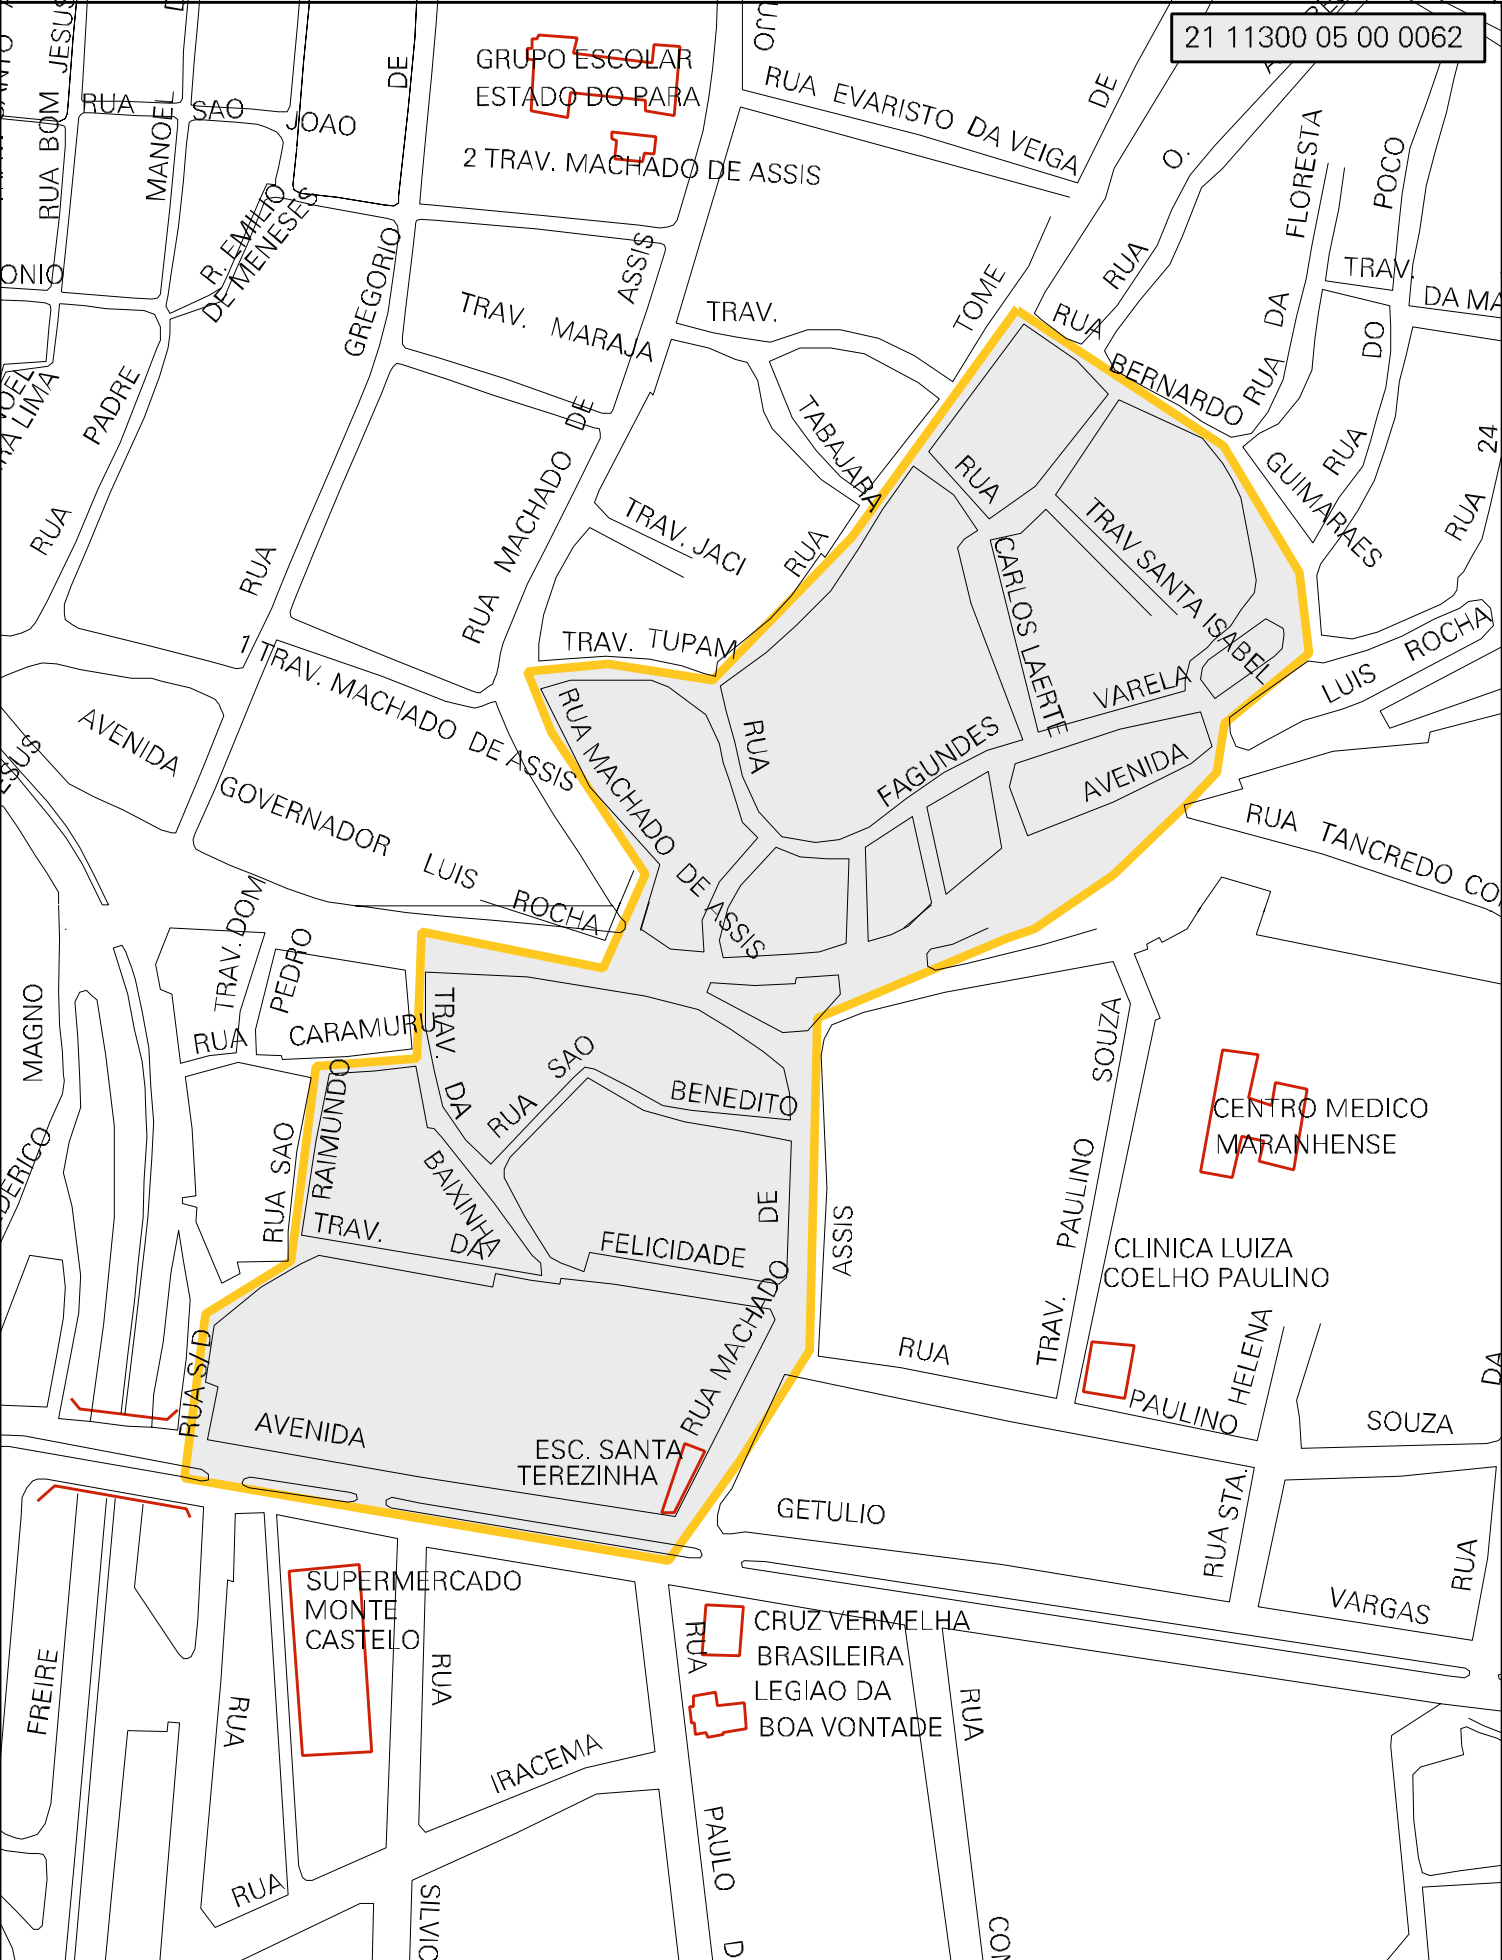 21 11300 05 00 0062
GRUPO ESCOLAR
ESTADO DO PARA
2 TRAV. MACHADO DE ASSIS
RUA EVARISTO DA VEIGA
DE
RUA BOM JESUS
RUA SAO JOAO
MANOEL
DE
R. EMILIO
DE MENESES
GREGORIO
RUA
ASSIS
TRAV. MARAJA
TRAV.
TOME
RUA O.
FLORESTA
DA
RUA
POCO
DO
RUA
TRAV.
DA MA
RUA
BERNARDO
GUIMARAES
RUA 24
PADRE
RUA
DE
RUA MACHADO
TABAJARA
RUA
TRAV. JACI
TRAV. TUPAM
RUA
CARLOS LAERTE
TRAV SANTA ISABEL
LUIS ROCHA
1 TRAV. MACHADO DE ASSIS
RUA MACHADO DE ASSIS
RUA
FAGUNDES VARELA
AVENIDA
AVENIDA
GOVERNADOR LUIS ROCHA
RUA TANCREDO CO
TRAV. DOM
PEDRO
RUA CARAMURU
MAGNO
TRAV.
DA
BAIXINHA
RUA SAO
BENEDITO
SOUZA
PAULINO
TRAV.
CENTRO MEDICO
MARANHENSE
RUA SAO
RAIMUNDO
TRAV. DA FELICIDADE
DE
ASSIS
RUA MACHADO
CLINICA LUIZA
COELHO PAULINO
HELENA
RUA
PAULINO
SOUZA
DA
RUA S/D
AVENIDA
ESC. SANTA
TEREZINHA
GETULIO
VARGAS
RUA STA.
RUA
SUPERMERCADO
MONTE
CASTELO
CRUZ VERMELHA
BRASILEIRA
LEGIAO DA
BOA VONTADE
FREIRE
RUA
RUA
RUA
RUA
IRACEMA
RUA
PAULO
D
SILVIO
CON